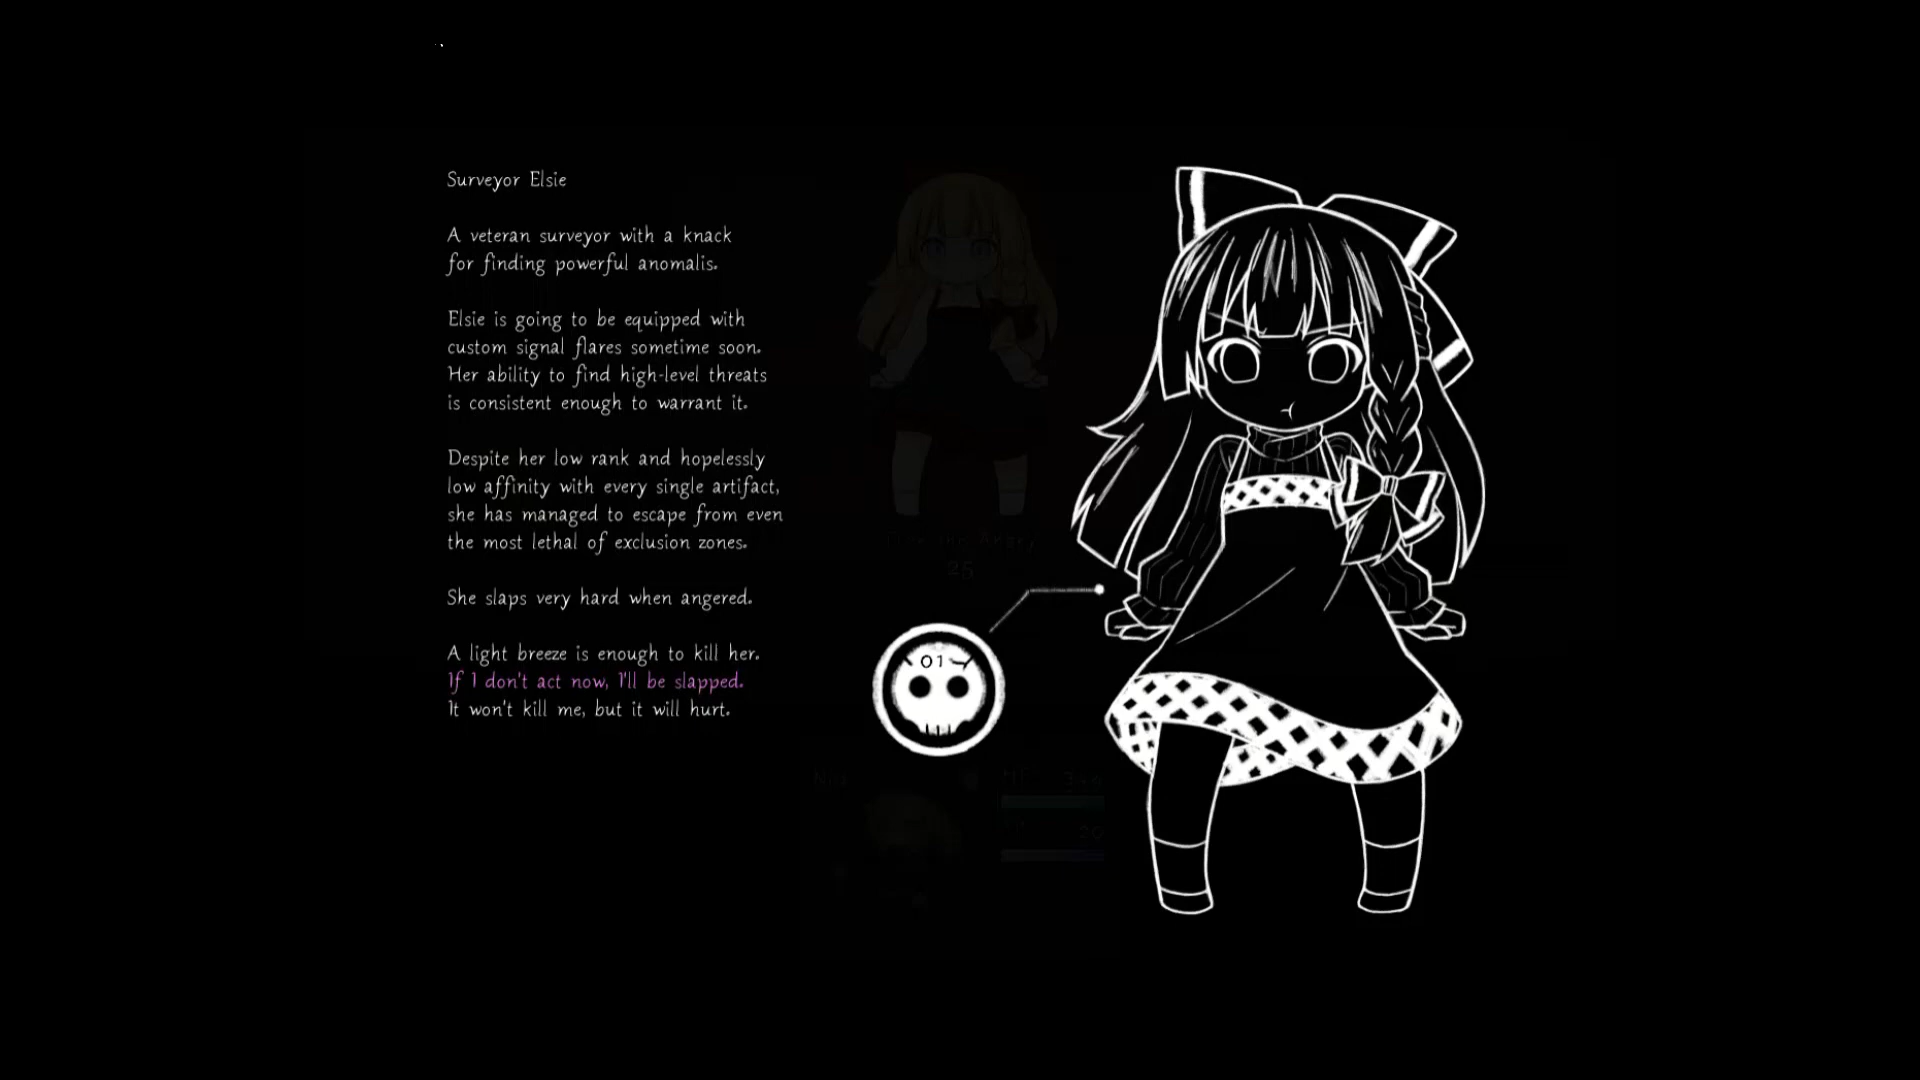 Surveyor Elsie
A veteran surveyor with a knack
for finding powerful anomalis.
Elsie is going to be equipped with
custom signal flares sometime soon.
Her ability to find high-level threats
is consistent enough to warrant it.
Despite her low rank and hopelessly
low affinity with every single artifact,
she has managed to escape from even
the most lethal of exclusion zones.
She slaps very hard when angered.
A light breeze is enough to kill her.
If I don't act now, I'll be slapped.
It won't kill me, but it will hurt.
01
25
20